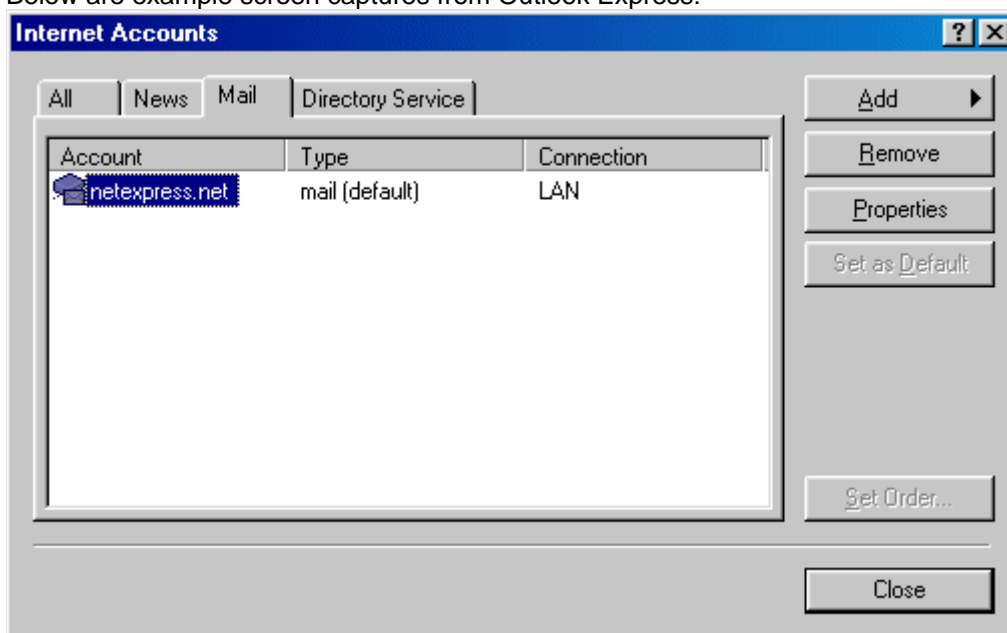 Below are example screen captures from Outlook Express.
Internet Accounts ? X
All News Mail Directory Service
Add
Account Type Connection
Remove
netexpress.net mail (default) LAN
Properties
Set as Default
Set Order...
Close